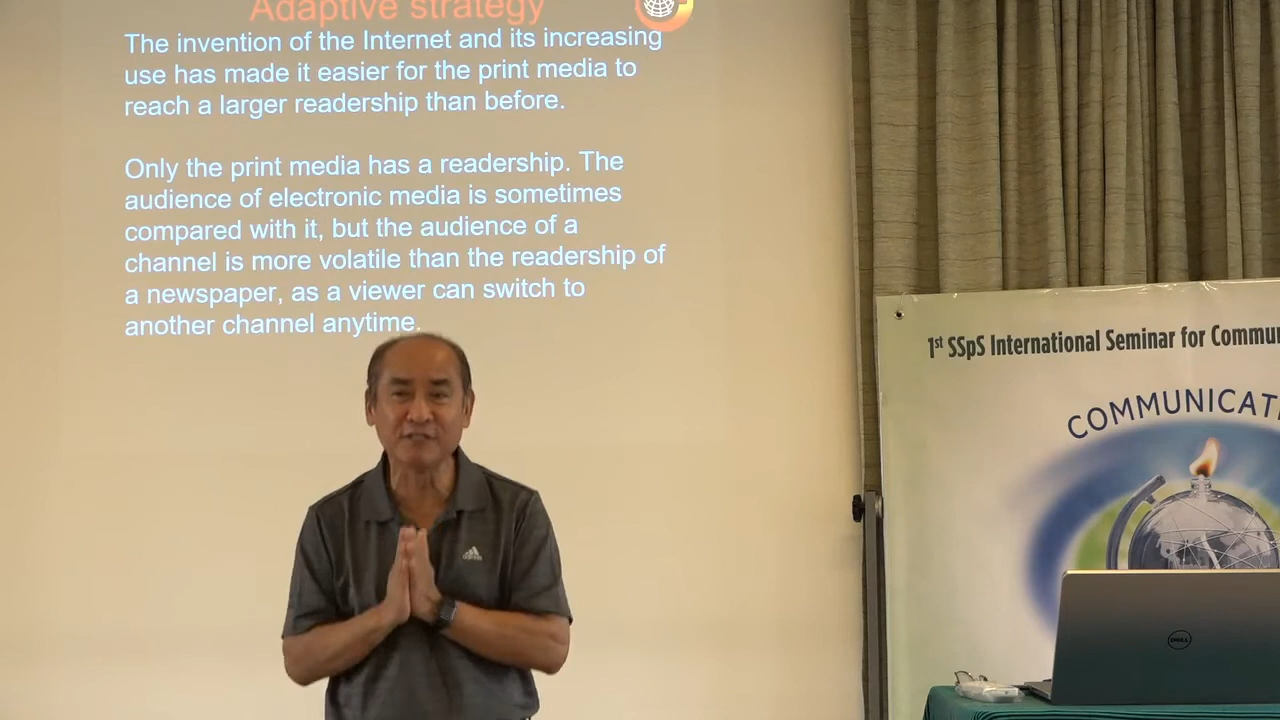 Adaptive strategy
The invention of the Internet and its increasing
use has made it easier for the print media to
reach a larger readership than before.
Only the print media has a readership. The
audience of electronic media is sometimes
compared with it, but the audience of a
channel is more volatile than the readership of
a newspaper, as a viewer can switch to
another channel anytime.
1st SSpS International Seminar for Commun
COMMUNICATI
adidas
DELL